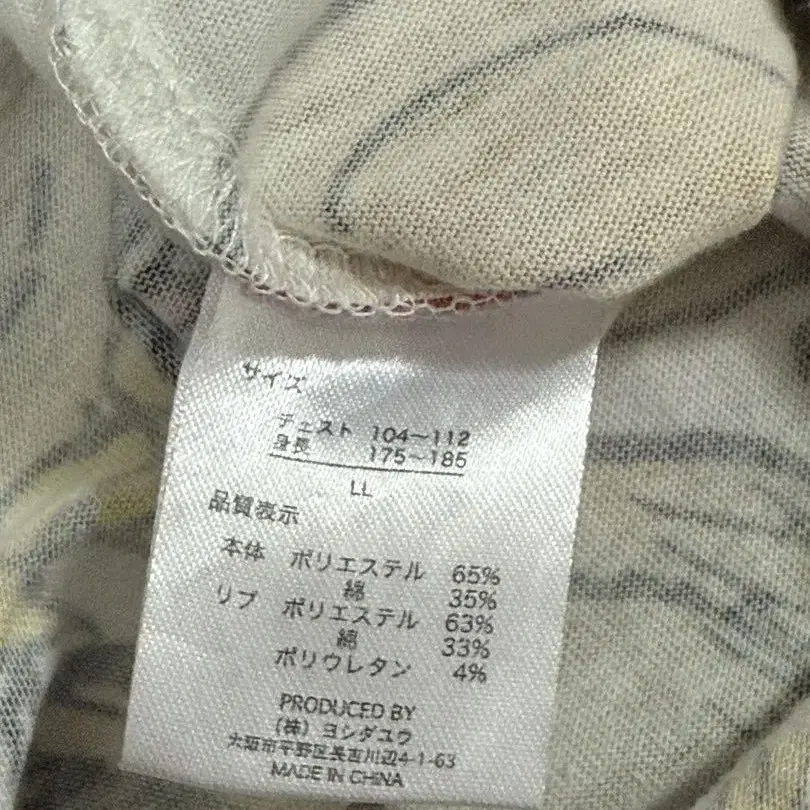 サイズ
チェスト 104～112
身長 175～185
LL
品質表示
本体 ポリエステル 65%
綿 35%
リブ ポリエステル 63%
綿 33%
ポリウレタン 4%
PRODUCED BY
(株) ヨシダユウ
大阪市平野区長吉川辺4-1-63
MADE IN CHINA